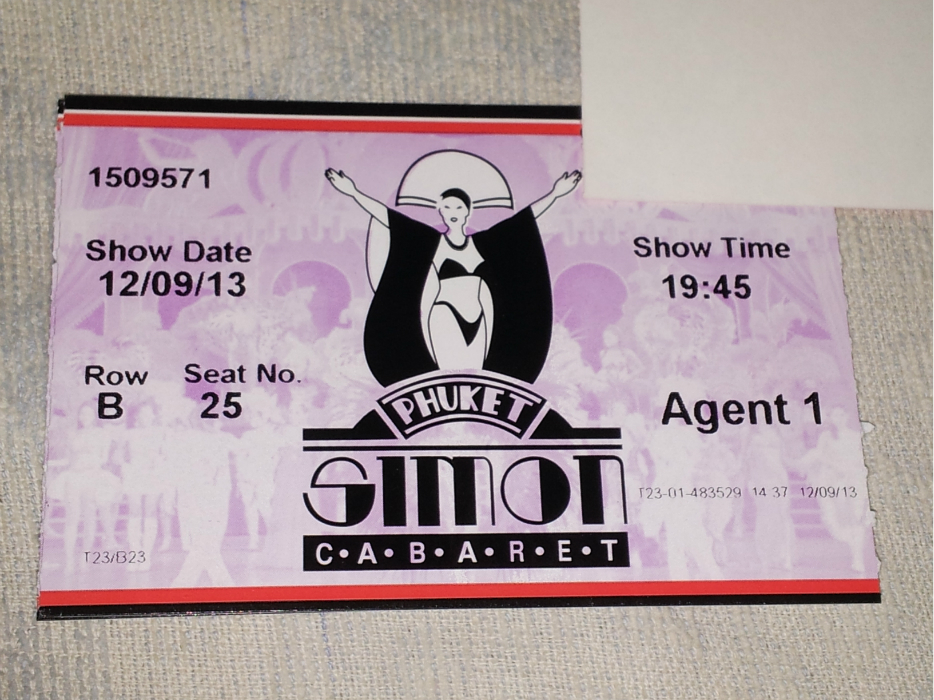 1509571
Show Date
12/09/13
Show Time
19:45
Row Seat No.
B 25
Agent 1
PHUKET
SIMON
C•A•B•A•R•E•T
T23-01-483529 14 37 12/09/13
T23/B23